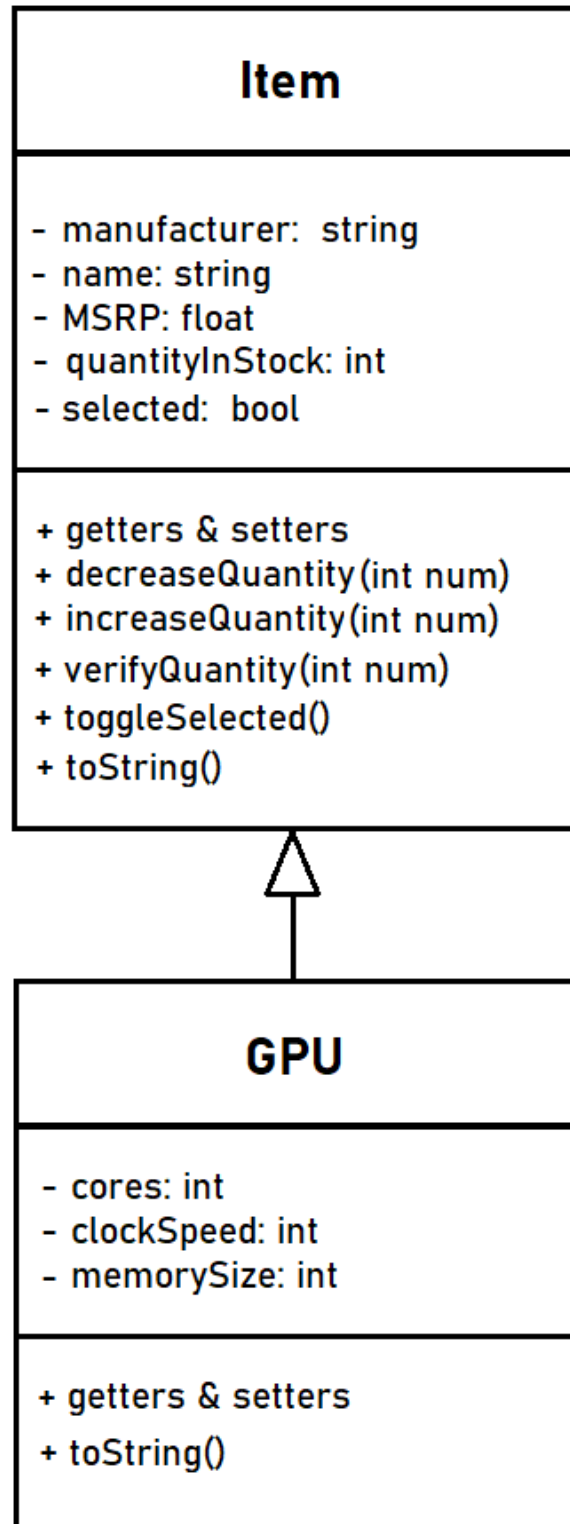 Item
- manufacturer: string
- name: string
- MSRP: float
- quantityInStock: int
- selected: bool
+ getters & setters
+ decreaseQuantity(int num)
+ increaseQuantity(int num)
+ verifyQuantity(int num)
+ toggleSelected()
+ toString()
GPU
- cores: int
- clockSpeed: int
- memorySize: int
+ getters & setters
+ toString()